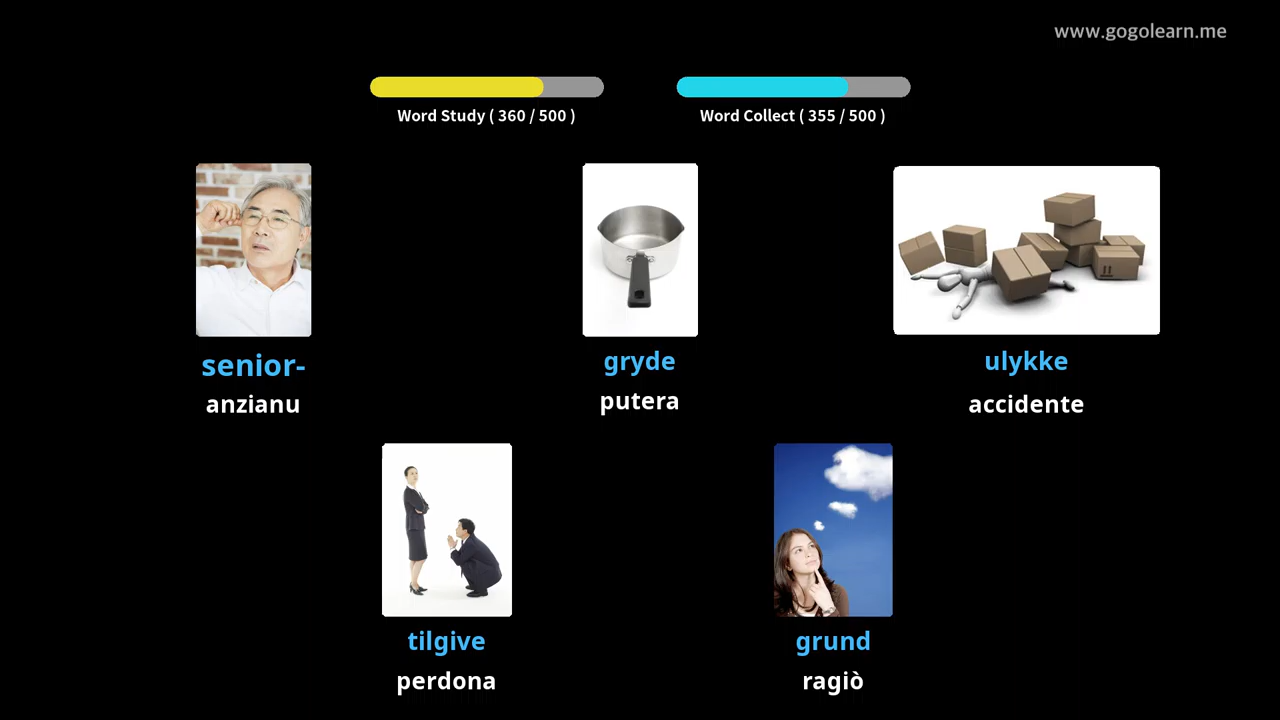 www.gogolearn.me
Word Study ( 360 / 500 )
Word Collect ( 355 / 500 )
senior-
anzianu
gryde
putera
ulykke
accidente
tilgive
perdona
grund
ragiò